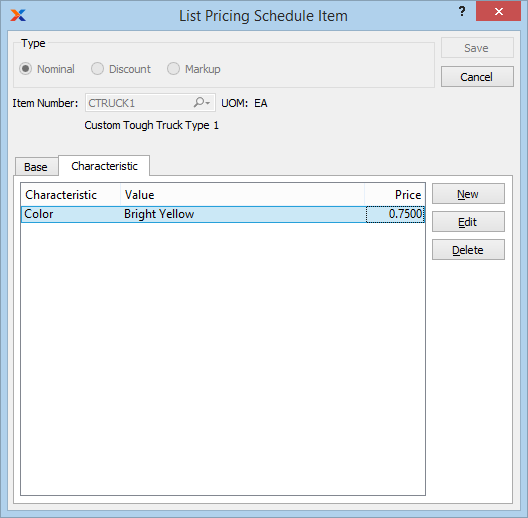 List Pricing Schedule Item
?
Type
Nominal Discount Markup
Save
Cancel
Item Number: CTRUCK1 UOM: EA
Custom Tough Truck Type 1
Base Characteristic
Characteristic Value Price
Color Bright Yellow 0.7500
New
Edit
Delete